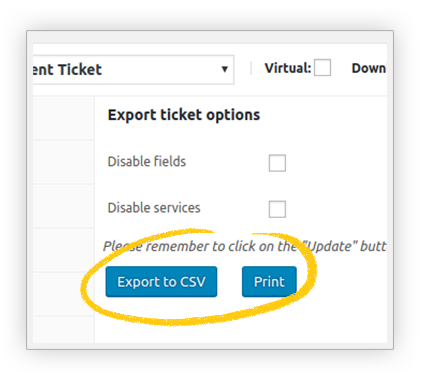 ent Ticket Virtual: Down
Export ticket options
Disable fields
Disable services
Please remember to click on the "Update" butt
Export to CSV Print